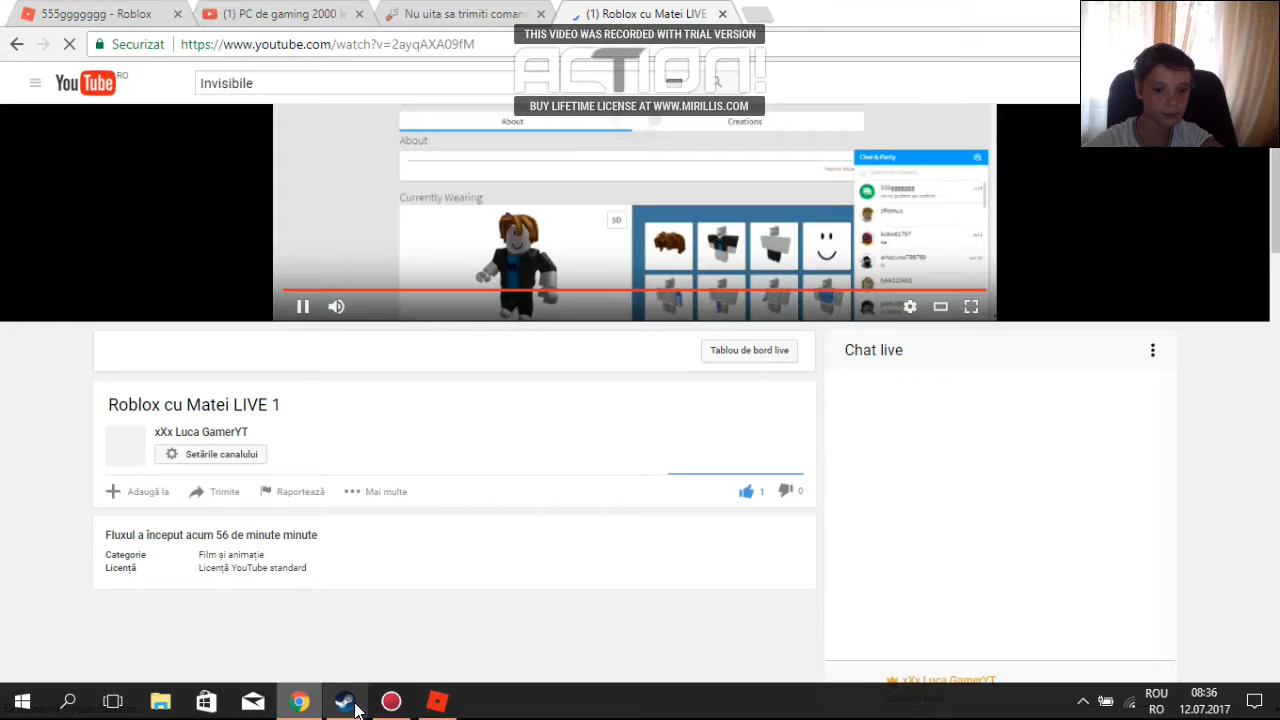 555ggggggg - Roblox
(1) PC de gaming 2000 le
Nu uita sa trimiti comanc
(1) Roblox cu Matei LIVE
THIS VIDEO WAS RECORDED WITH TRIAL VERSION
ACTION!
BUY LIFETIME LICENSE AT WWW.MIRILLIS.COM
Securizat
https://www.youtube.com/watch?v=2ayqAXA09fM
YouTube RO
Invisibile
About
Creations
About
Chat & Party
Currently Wearing
3D
zRomus
Tablou de bord live
Chat live
Roblox cu Matei LIVE 1
xXx Luca GamerYT
Setările canalului
Adaugă la
Trimite
Raportează
Mai multe
1
0
Fluxul a început acum 56 de minute minute
Categorie
Film și animație
Licență
Licență YouTube standard
xXx Luca GamerYT
ROU
RO
08:36
12.07.2017